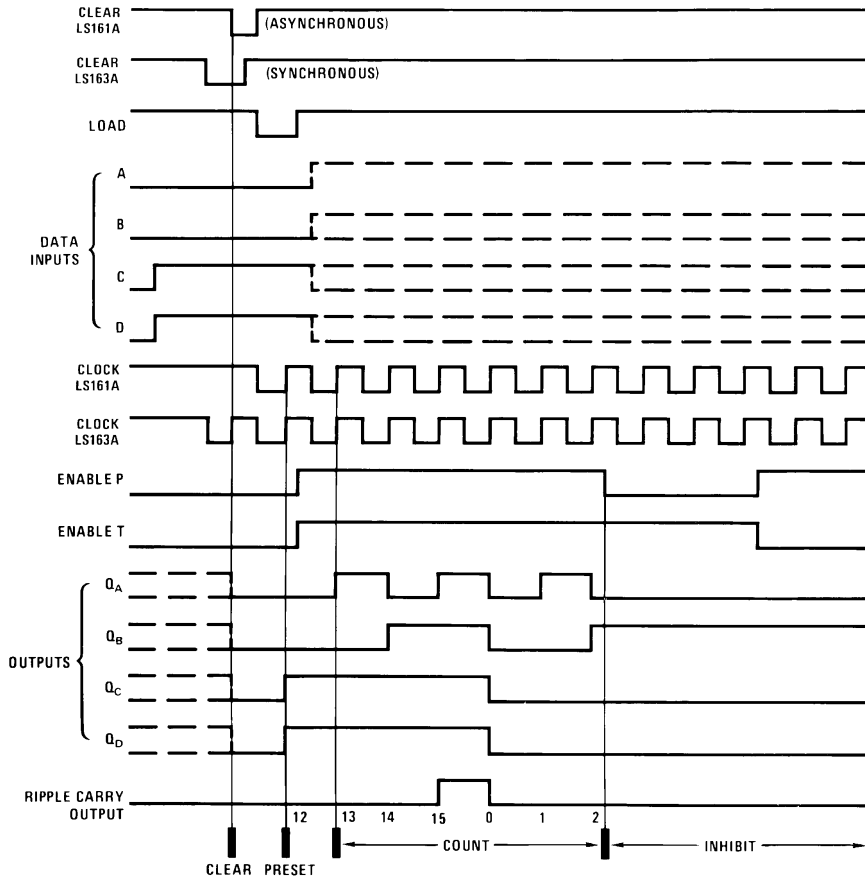 CLEAR
LS161A
(ASYNCHRONOUS)
CLEAR
LS163A
(SYNCHRONOUS)
LOAD
A
B
DATA
INPUTS
C
D
CLOCK
LS161A
CLOCK
LS163A
ENABLE P
ENABLE T
QA
QB
OUTPUTS
QC
QD
RIPPLE CARRY
OUTPUT
12 13 14 15 0 1 2
COUNT INHIBIT
CLEAR PRESET